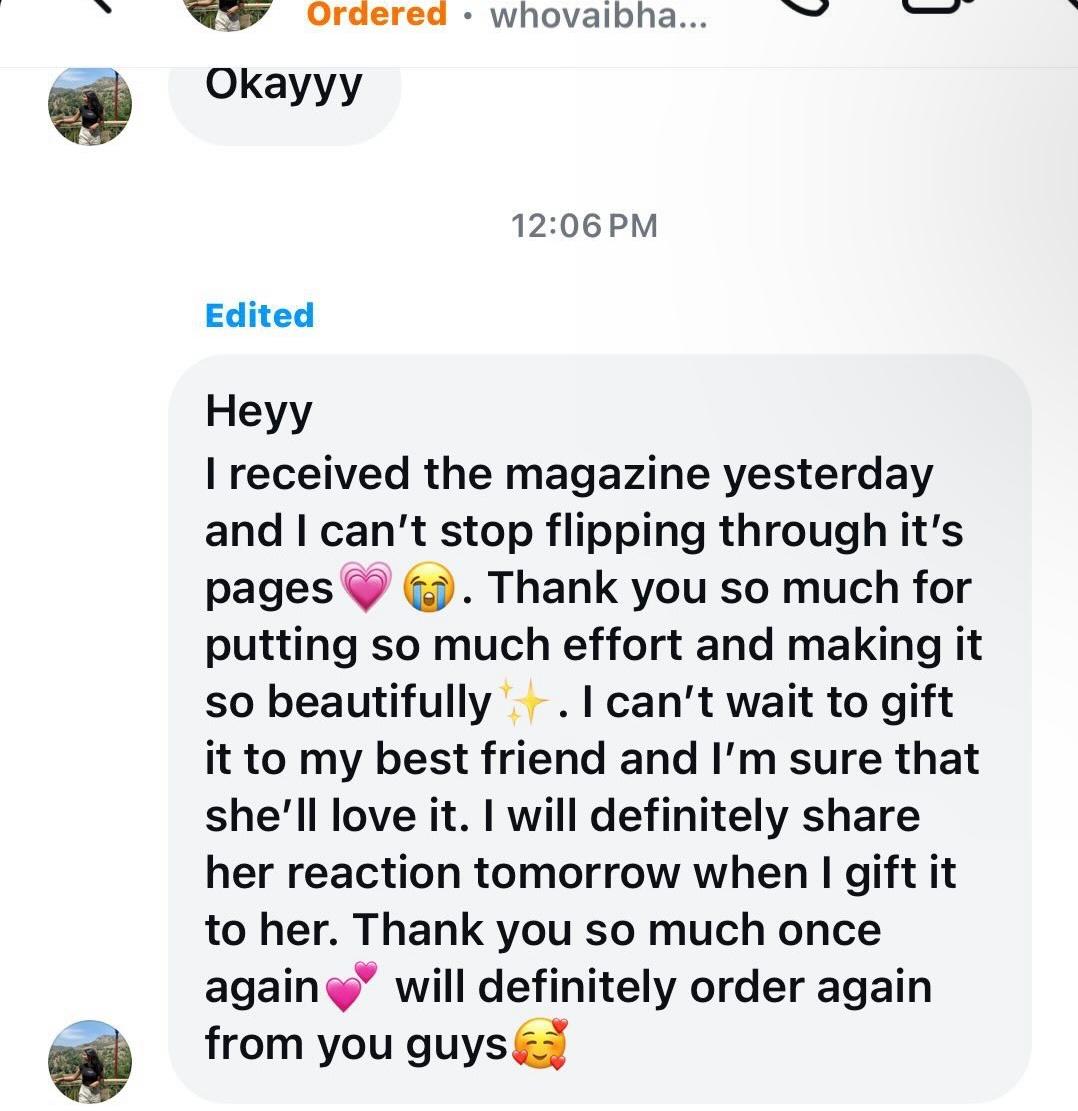 Ordered • whovaibha...
Okayyy
12:06 PM
Edited
Heyy
I received the magazine yesterday
and I can’t stop flipping through it’s
pages💗😭. Thank you so much for
putting so much effort and making it
so beautifully✨. I can’t wait to gift
it to my best friend and I’m sure that
she’ll love it. I will definitely share
her reaction tomorrow when I gift it
to her. Thank you so much once
again💕 will definitely order again
from you guys🥰